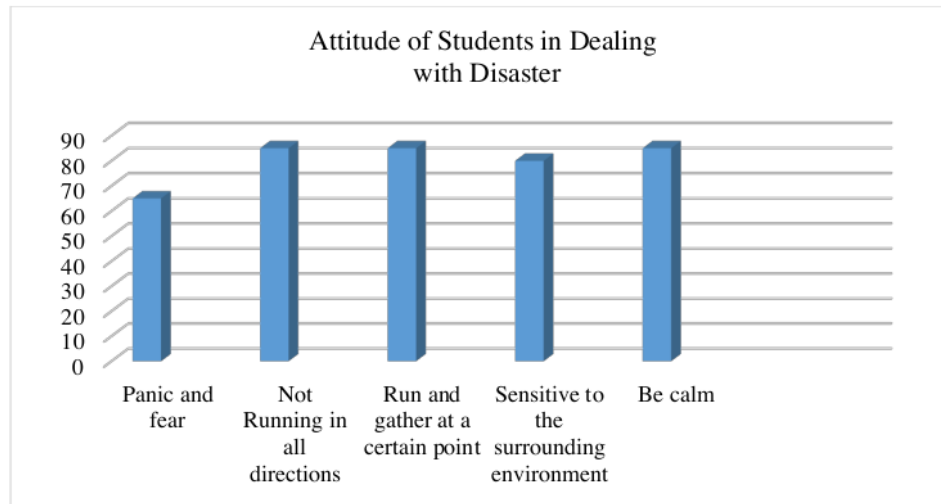 Attitude of Students in Dealing
with Disaster
90
80
70
60
50
40
30
20
10
0
Panic and
fear
Not
Running in
all
directions
Run and
gather at a
certain point
Sensitive to
the
surrounding
environment
Be calm